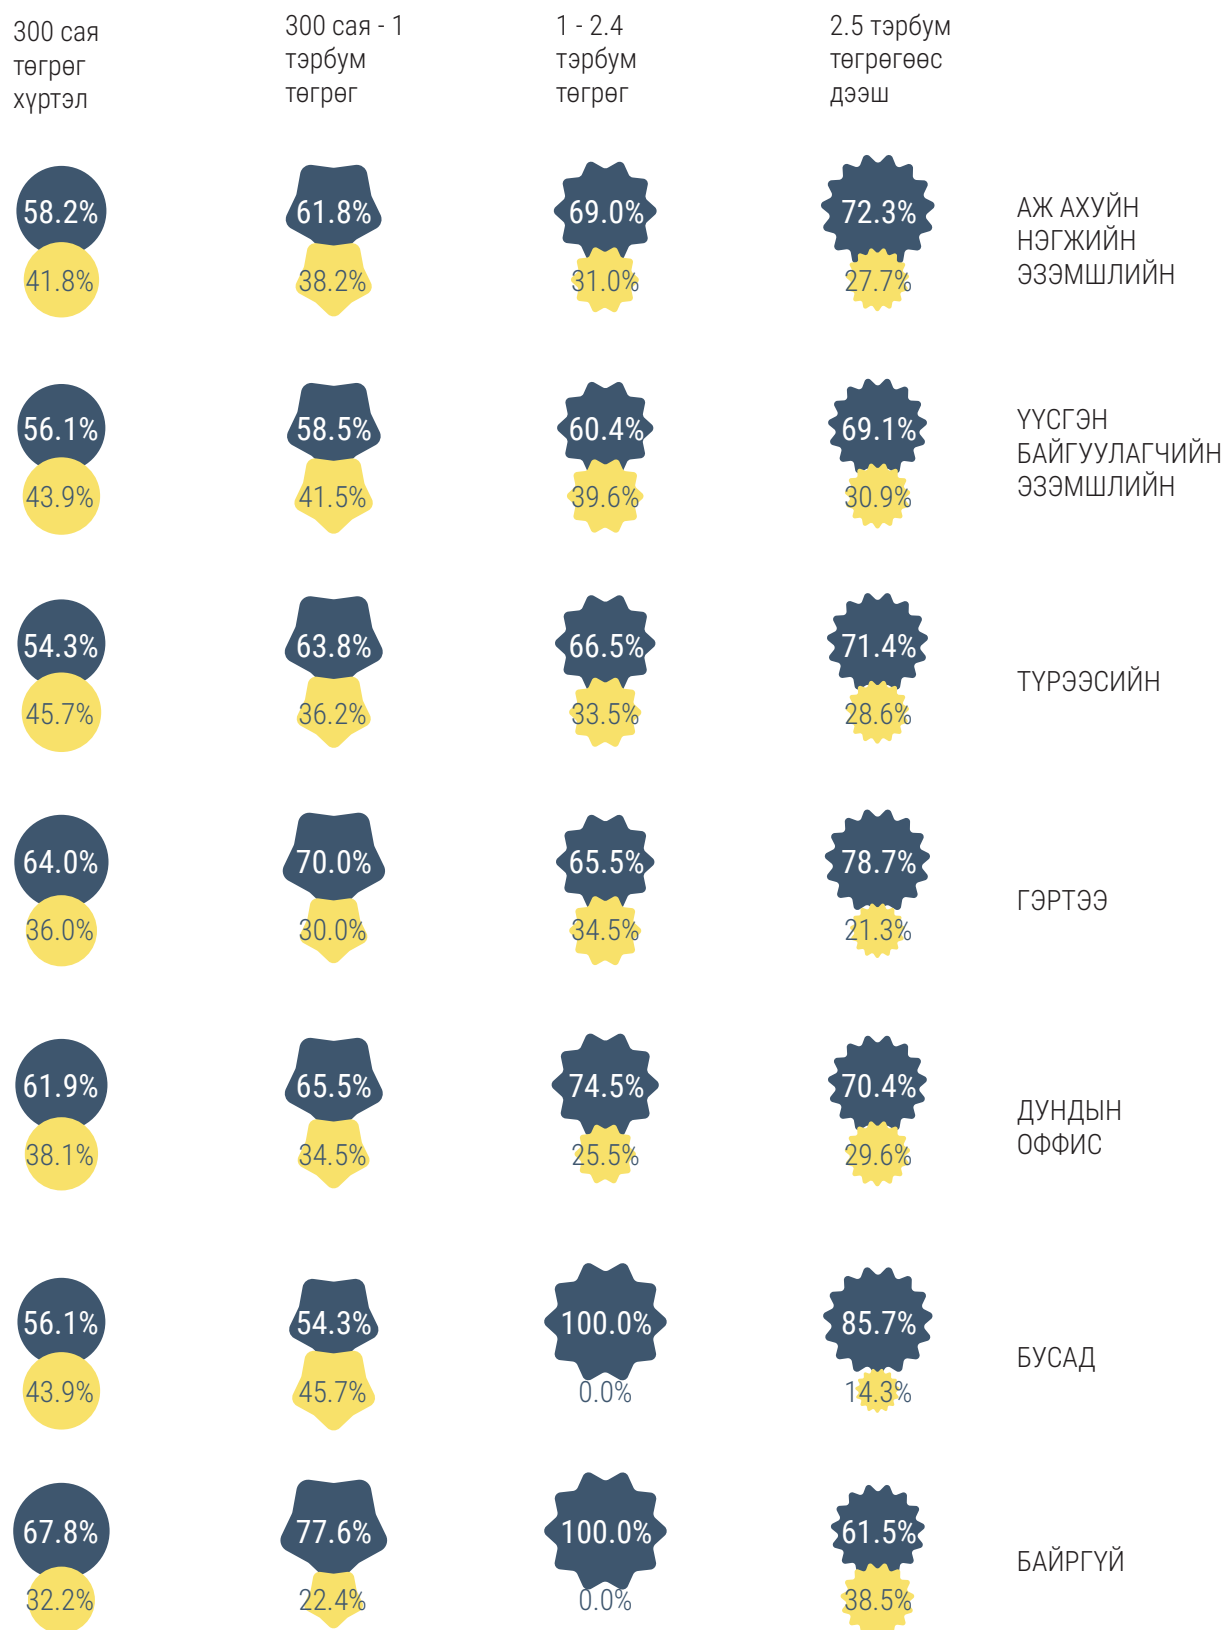 300 сая
төгрөг
хүртэл
300 сая - 1
тэрбум
төгрөг
1 - 2.4
тэрбум
төгрөг
2.5 тэрбум
төгрөгөөс
дээш
58.2%
61.8%
69.0%
72.3%
41.8%
38.2%
31.0%
27.7%
АЖ АХУЙН
НЭГЖИЙН
ЭЗЭМШЛИЙН
56.1%
58.5%
60.4%
69.1%
43.9%
41.5%
39.6%
30.9%
ҮҮСГЭН
БАЙГУУЛАГЧИЙН
ЭЗЭМШЛИЙН
54.3%
63.8%
66.5%
71.4%
45.7%
36.2%
33.5%
28.6%
ТҮРЭЭСИЙН
64.0%
70.0%
65.5%
78.7%
36.0%
30.0%
34.5%
21.3%
ГЭРТЭЭ
61.9%
65.5%
74.5%
70.4%
38.1%
34.5%
25.5%
29.6%
ДУНДЫН
ОФФИС
56.1%
54.3%
100.0%
85.7%
43.9%
45.7%
0.0%
14.3%
БУСАД
67.8%
77.6%
100.0%
61.5%
32.2%
22.4%
0.0%
38.5%
БАЙРГҮЙ